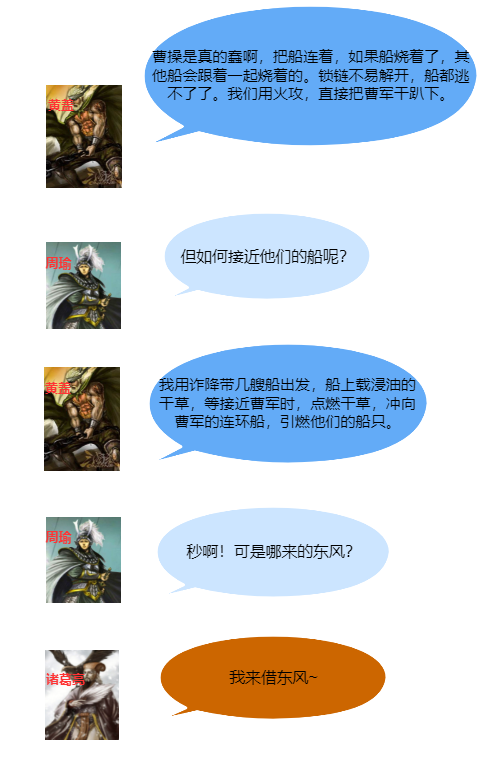 曹操是真的蠢啊，把船连着，如果船烧着了，其
他船会跟着一起烧着的。锁链不易解开，船都逃
不了了。我们用火攻，直接把曹军干趴下。
黄蓋
但如何接近他们的船呢？
周瑜
我用诈降带几艘船出发，船上载浸油的
干草，等接近曹军时，点燃干草，冲向
曹军的连环船，引燃他们的船只。
黄盖
秒啊！可是哪来的东风？
周瑜
我来借东风~
诸葛亮